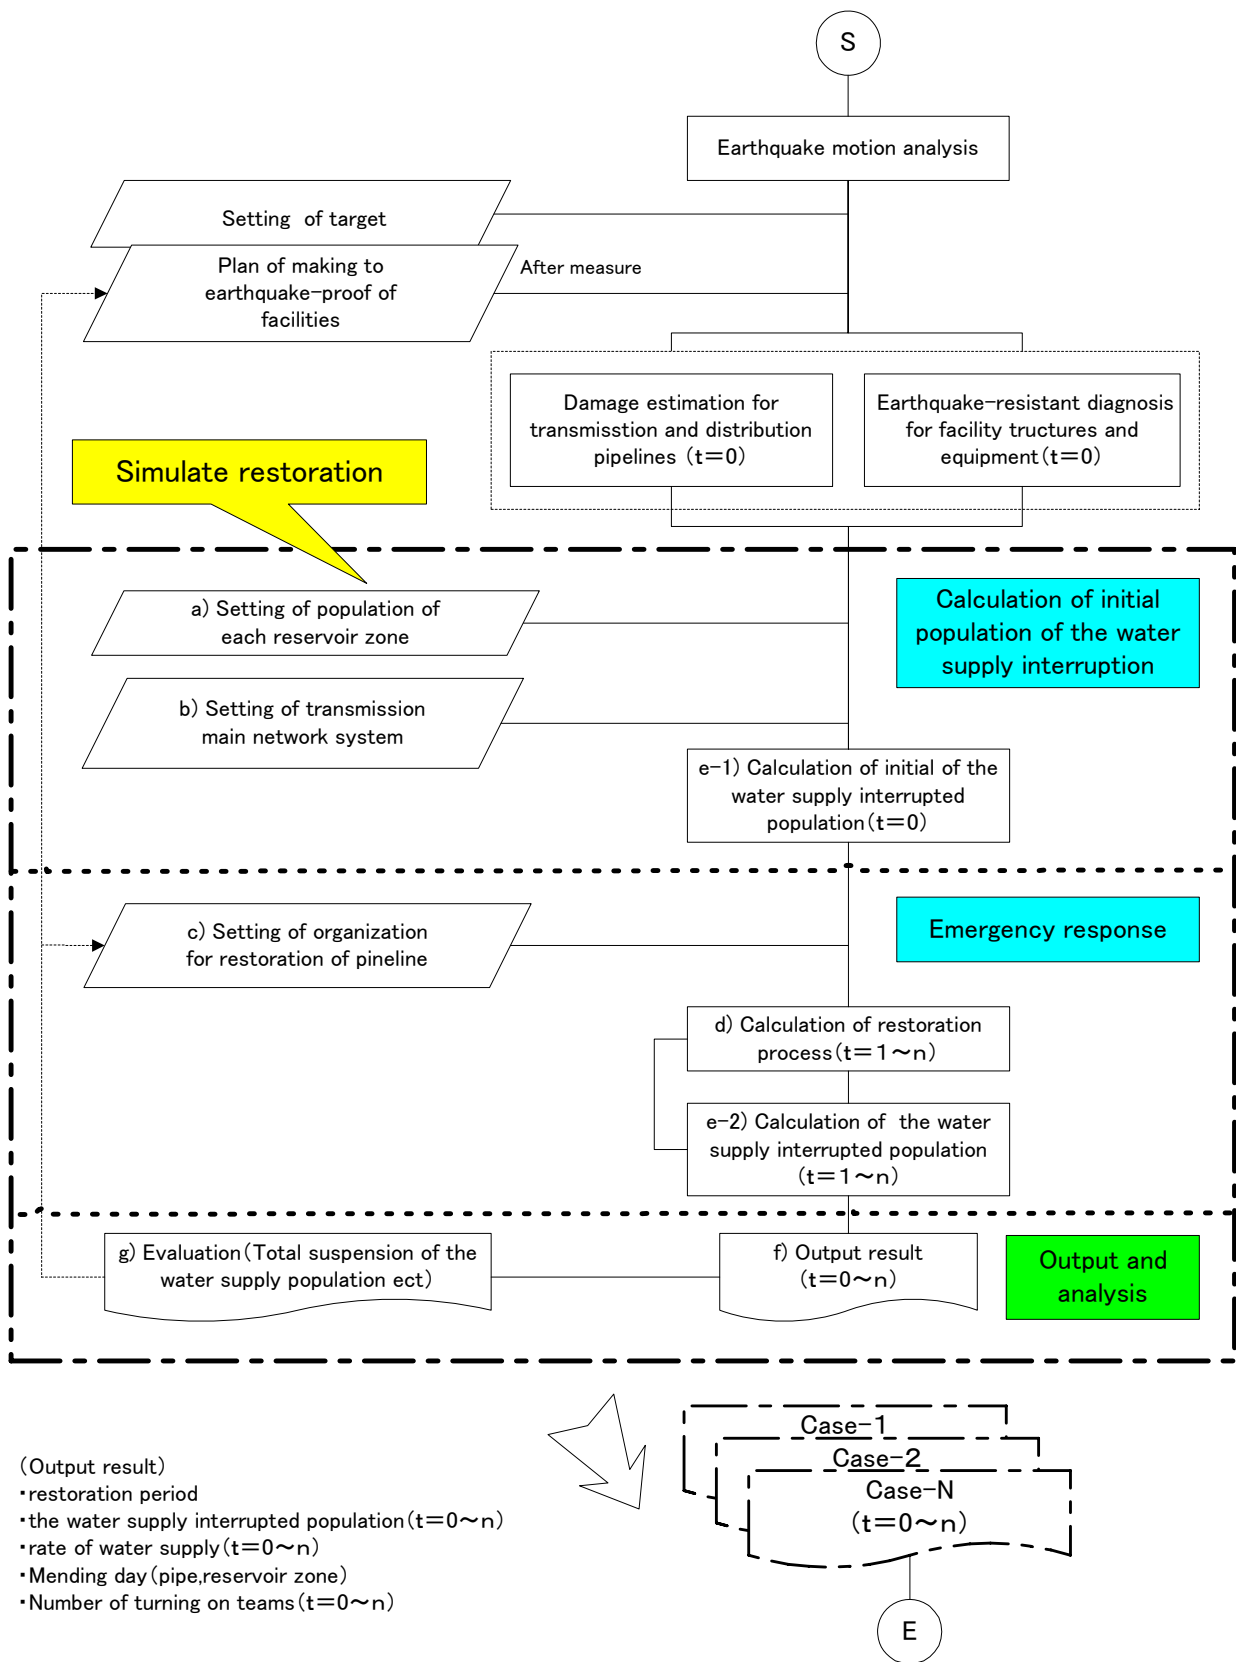 S
Earthquake motion analysis
Setting of target
Plan of making to
earthquake-proof of
facilities
After measure
Damage estimation for
transmisstion and distribution
pipelines (t=0)
Earthquake-resistant diagnosis
for facility tructures and
equipment(t=0)
Simulate restoration
a) Setting of population of
each reservoir zone
Calculation of initial
population of the water
supply interruption
b) Setting of transmission
main network system
e-1) Calculation of initial of the
water supply interrupted
population(t=0)
c) Setting of organization
for restoration of pineline
Emergency response
d) Calculation of restoration
process(t=1~n)
e-2) Calculation of the water
supply interrupted population
(t=1~n)
g) Evaluation(Total suspension of the
water supply population ect)
f) Output result
(t=0~n)
Output and
analysis
Case-1
Case-2
Case-N
(t=0~n)
E
(Output result)
・restoration period
・the water supply interrupted population(t=0~n)
・rate of water supply(t=0~n)
・Mending day(pipe,reservoir zone)
・Number of turning on teams(t=0~n)